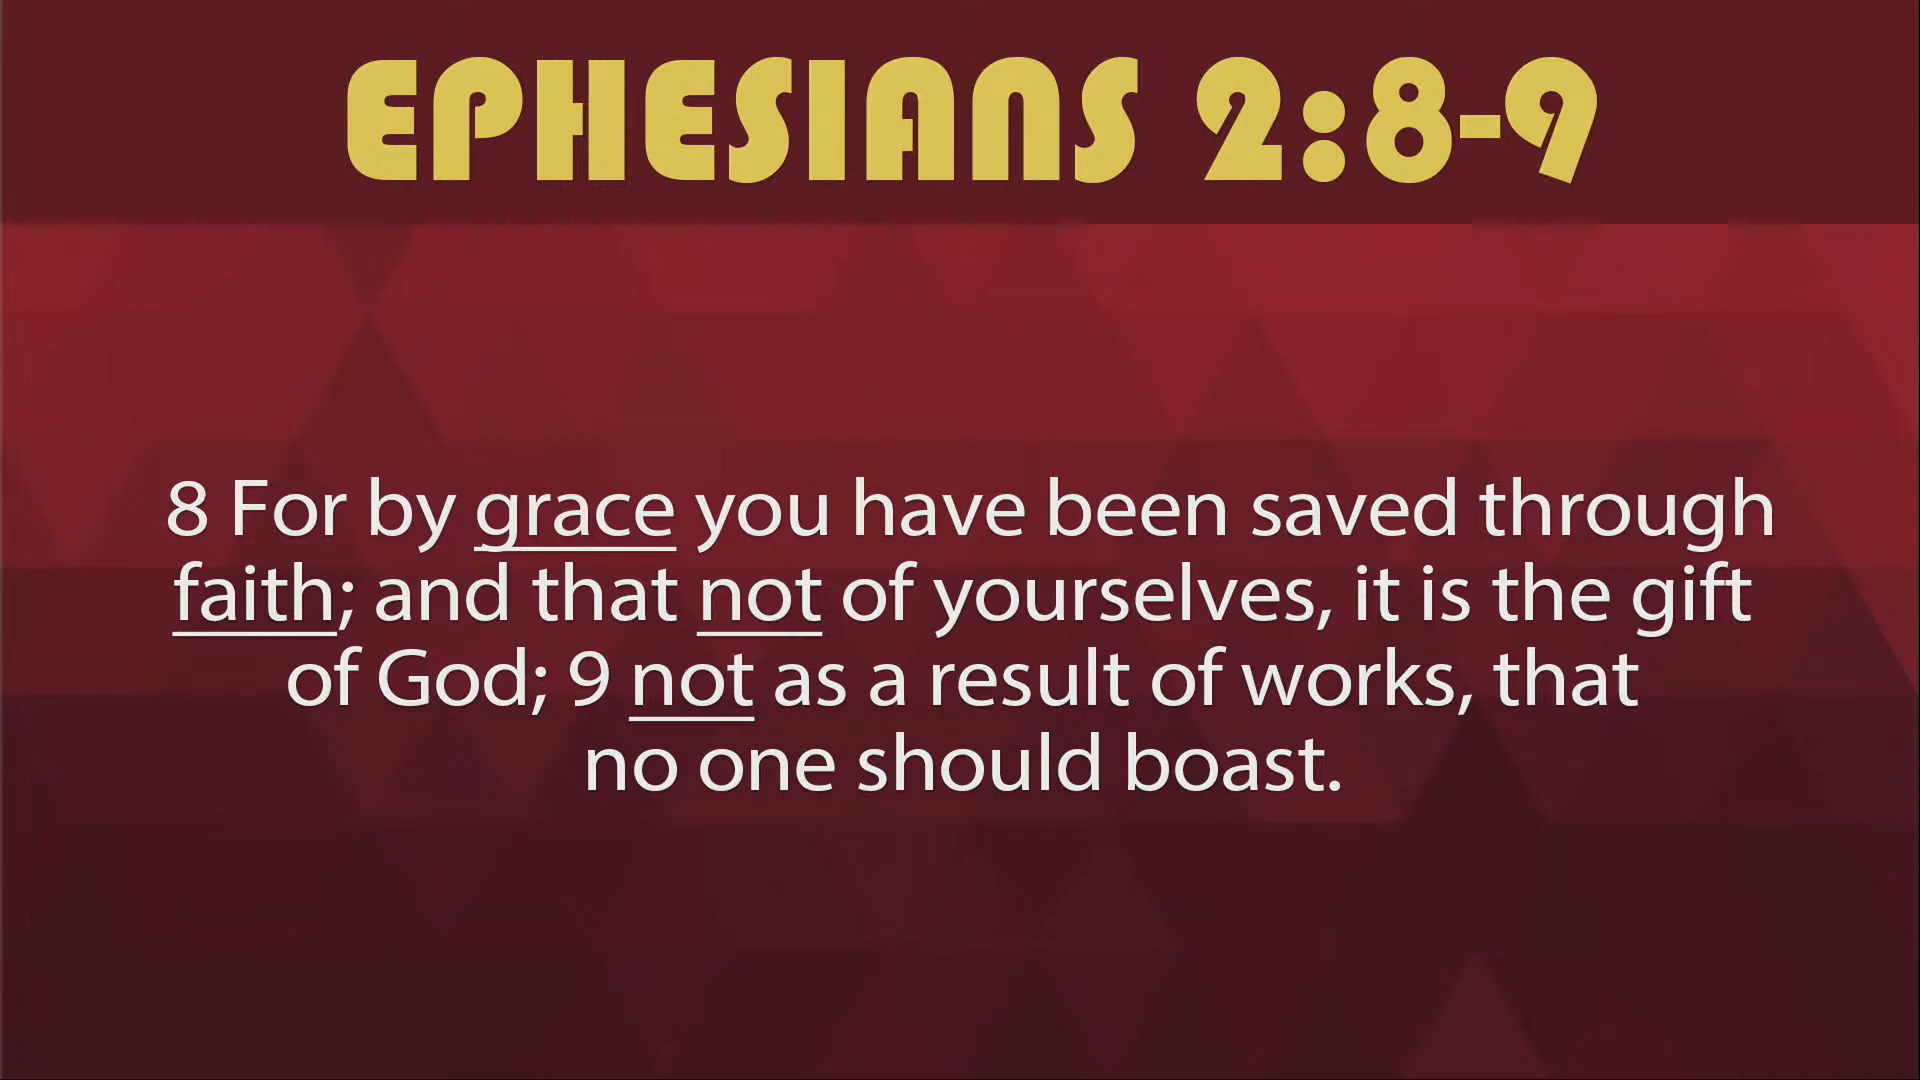 EPHESIANS 2:8-9
8 For by grace you have been saved through
faith; and that not of yourselves, it is the gift
of God; 9 not as a result of works, that
no one should boast.